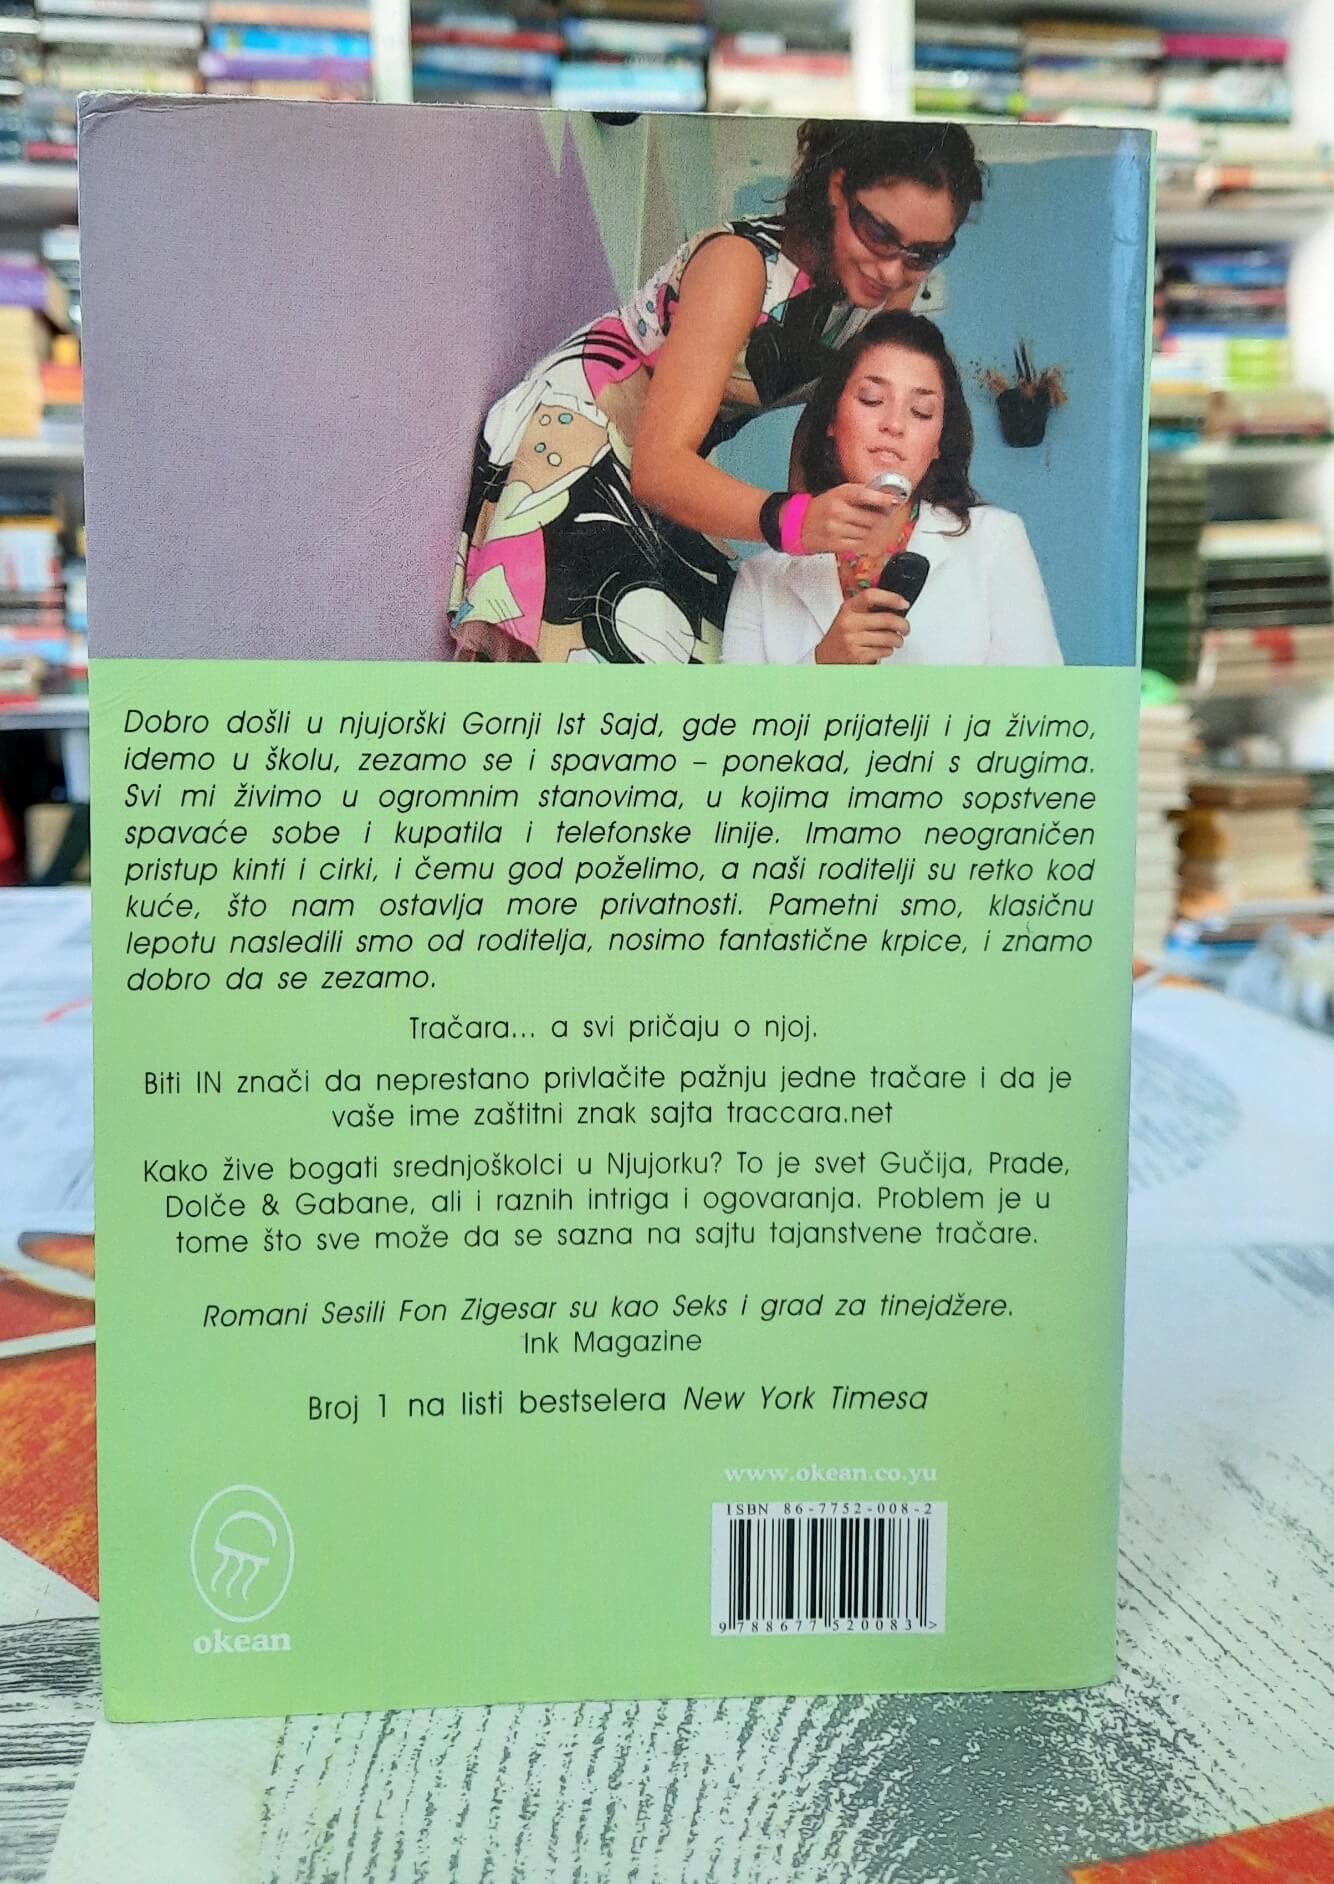 Dobro došli u njujorški Gornji Ist Sajd, gde moji prijatelji i ja živimo,
idemo u školu, zezamo se i spavamo – ponekad, jedni s drugima.
Svi mi živimo u ogromnim stanovima, u kojima imamo sopstvene
spavaće sobe i kupatila i telefonske linije. Imamo neograničen
pristup kinti i cirki, i čemu god poželimo, a naši roditelji su retko kod
kuće, što nam ostavlja more privatnosti. Pametni smo, klasičnu
lepotu nasledili smo od roditelja, nosimo fantastične krpice, i znamo
dobro da se zezamo.
Tračara... a svi pričaju o njoj.
Biti IN znači da neprestano privlačite pažnju jedne tračare i da je
vaše ime zaštitni znak sajta traccara.net
Kako žive bogati srednjoškolci u Njujorku? To je svet Gučija, Prade,
Dolče & Gabane, ali i raznih intriga i ogovaranja. Problem je u
tome što sve može da se sazna na sajtu tajanstvene tračare.
Romani Sesili Fon Zigesar su kao Seks i grad za tinejdžere.
Ink Magazine
Broj 1 na listi bestselera New York Timesa
www.okean.co.yu
ISBN 86-7752-008-2
9 788677 520083 >
okean